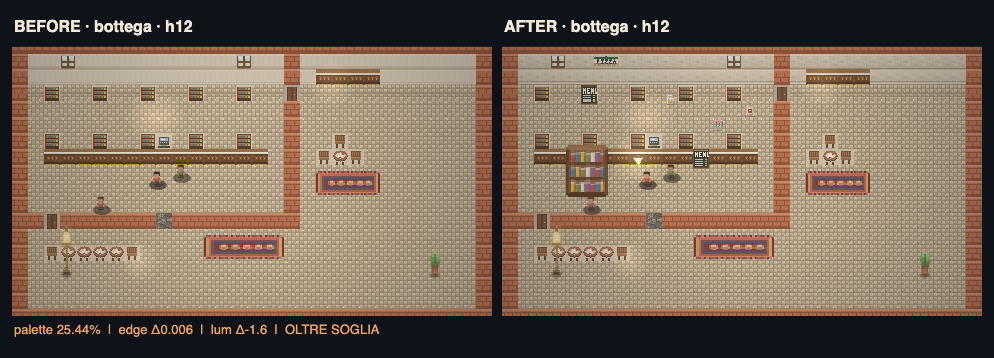 BEFORE · bottega · h12
AFTER · bottega · h12
MENU
MENU
palette 25.44% | edge Δ0.006 | lum Δ-1.6 | OLTRE SOGLIA